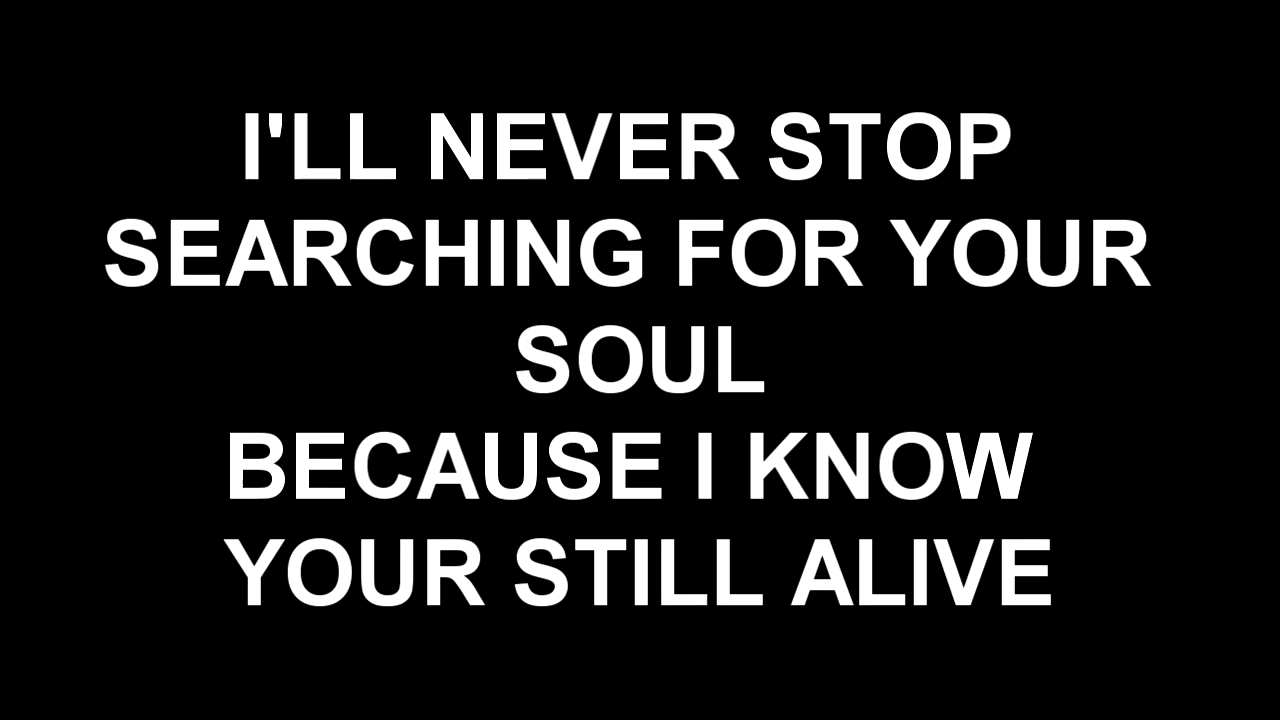 I'LL NEVER STOP
SEARCHING FOR YOUR
SOUL
BECAUSE I KNOW
YOUR STILL ALIVE